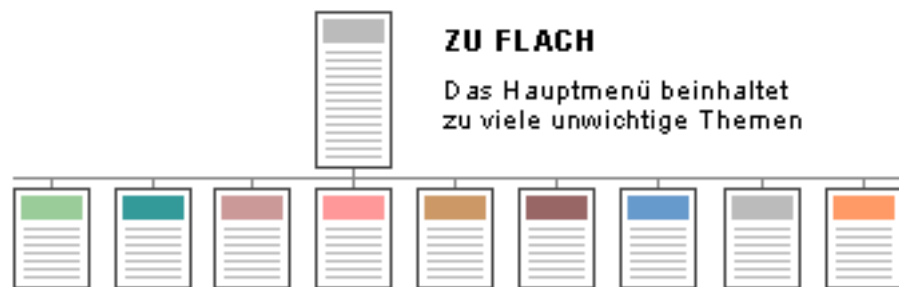 ZU FLACH
Das Hauptmenü beinhaltet
zu viele unwichtige Themen